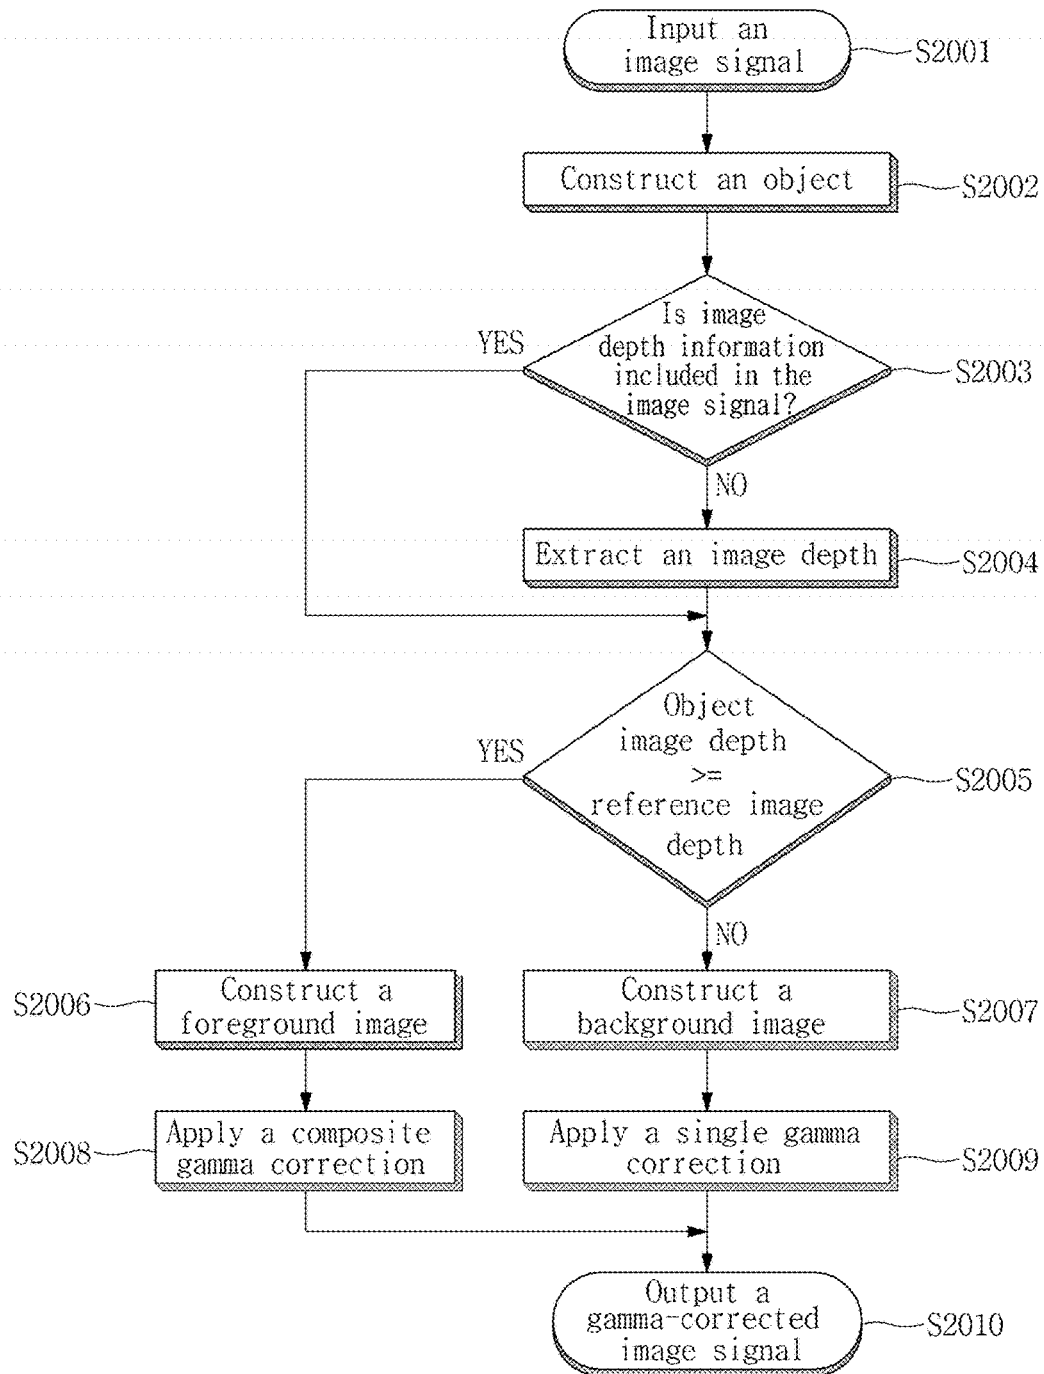 Input an
image signal
S2001
Construct an object
S2002
Is image
depth information
included in the
image signal?
YES
S2003
NO
Extract an image depth
S2004
Object
image depth
>=
reference image
depth
YES
S2005
NO
S2006
Construct a
foreground image
Construct a
background image
S2007
S2008
Apply a composite
gamma correction
Apply a single gamma
correction
S2009
Output a
gamma-corrected
image signal
S2010